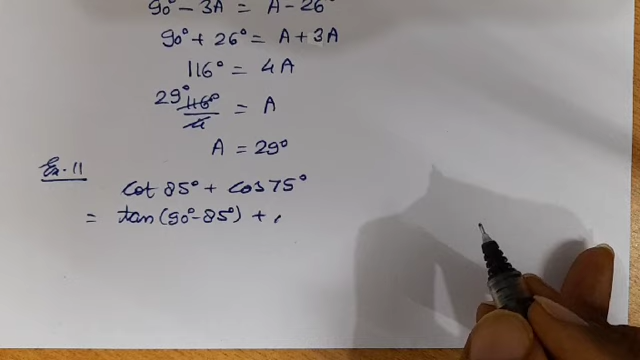 90° - 3A = A - 26°
90° + 26° = A + 3A
116° = 4A
29° 116°/4 = A
A = 29°
Ex. 11
cot 85° + cos 75°
= tan (90° - 85°) +